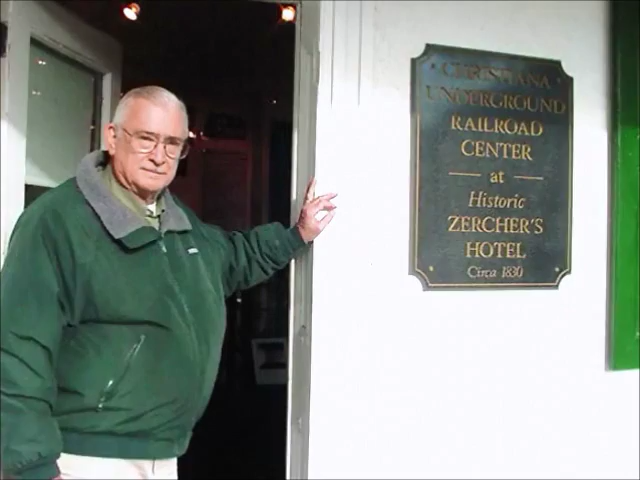 CHRISTIANA
UNDERGROUND
RAILROAD
CENTER
at
Historic
ZERCHER'S
HOTEL
Circa 1830